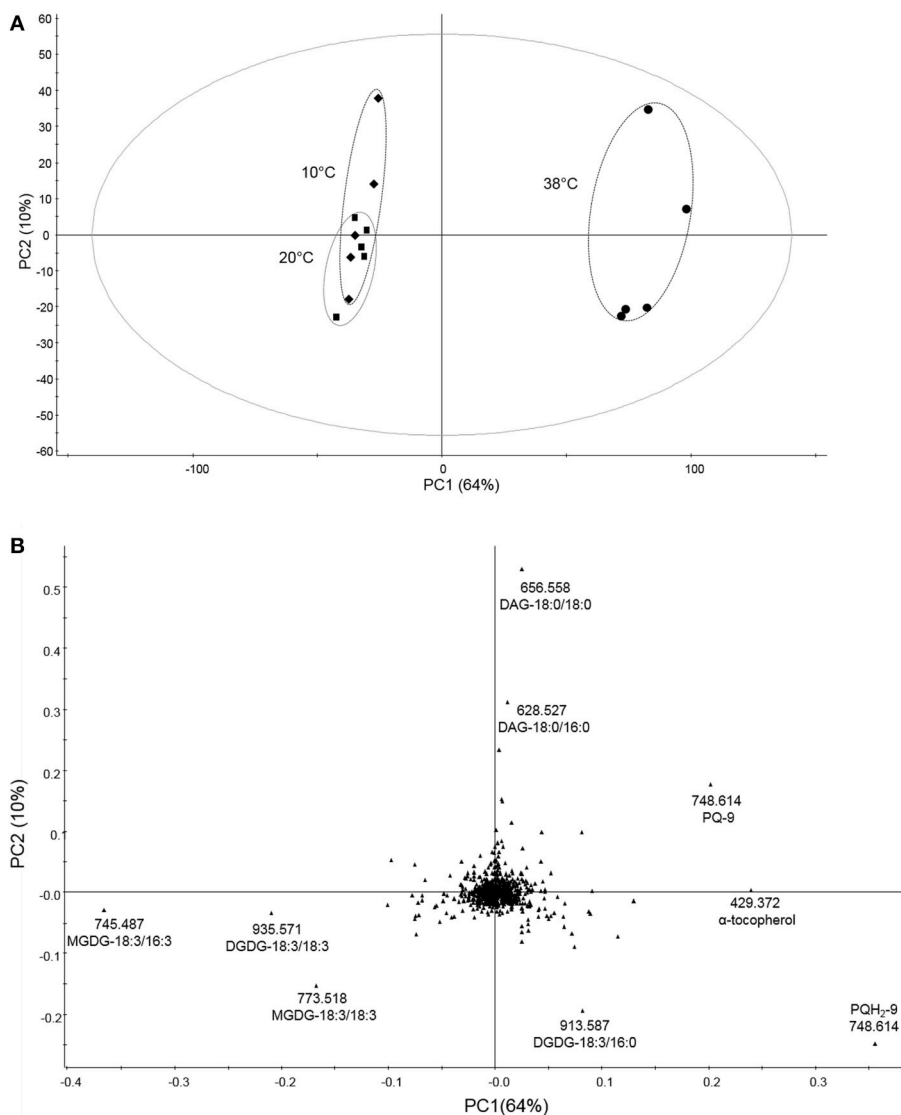 A
60
50
40
30
20
10
0
-10
-20
-30
-40
-50
-60
PC2 (10%)
10°C
20°C
38°C
-100
0
100
PC1 (64%)
B
0.5
0.4
0.3
0.2
0.1
-0.0
-0.1
-0.2
PC2 (10%)
656.558
DAG-18:0/18:0
628.527
DAG-18:0/16:0
748.614
PQ-9
429.372
α-tocopherol
745.487
MGDG-18:3/16:3
935.571
DGDG-18:3/18:3
773.518
MGDG-18:3/18:3
913.587
DGDG-18:3/16:0
PQH₂-9
748.614
-0.4
-0.3
-0.2
-0.1
-0.0
0.1
0.2
0.3
PC1(64%)